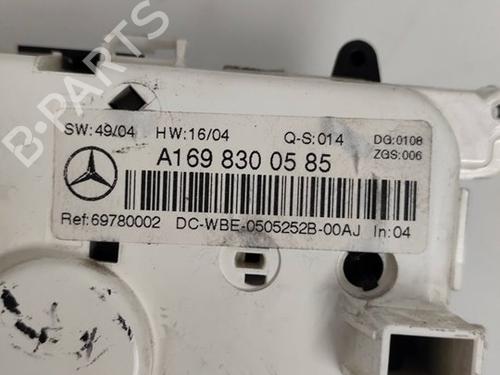 B-PARTS
SW:49/04 HW:16/04 Q-S:014 DG:0108
ZGS:006
A169 830 05 85
Ref:69780002 DC-WBE-0505252B-00AJ In:04